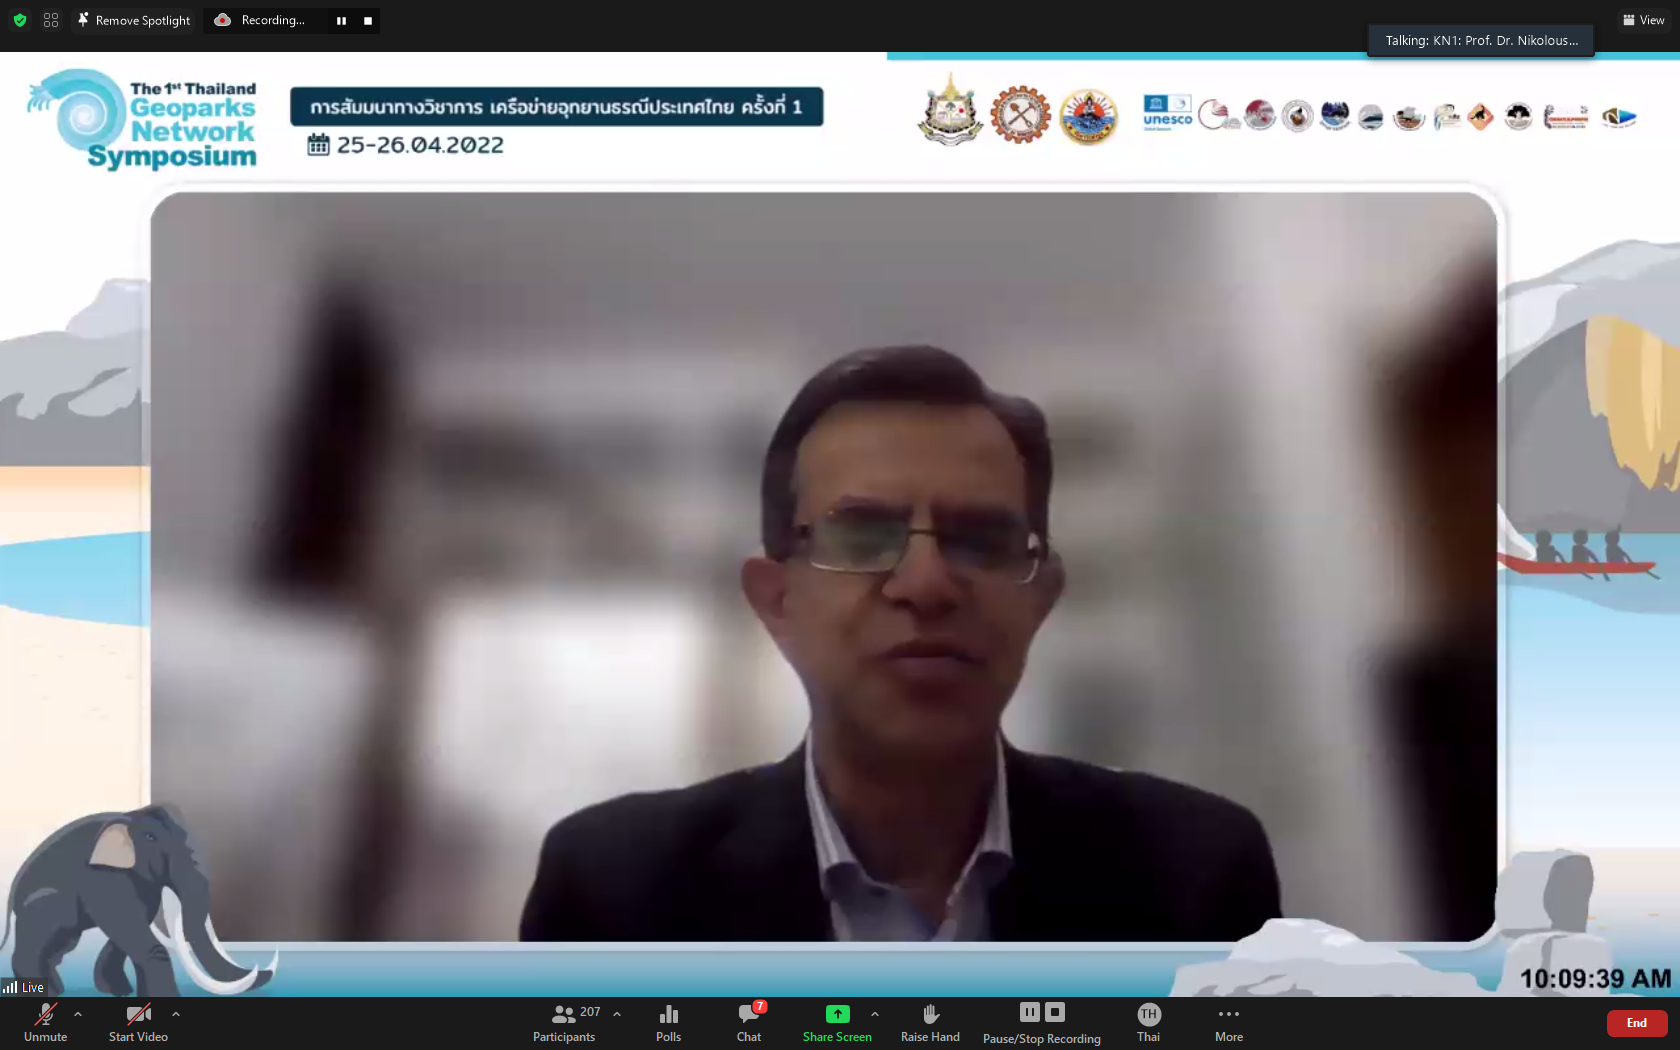 Remove Spotlight
Recording...
View
Talking: KN1: Prof. Dr. Nikolous...
The 1st Thailand
Geoparks
Network
Symposium
การสัมมนาทางวิชาการ เครือข่ายอุทยานธรณีประเทศไทย ครั้งที่ 1
25-26.04.2022
unesco
10:09:39 AM
Live
Unmute
Start Video
207
Participants
Polls
7
Chat
Share Screen
Raise Hand
Pause/Stop Recording
TH
Thai
More
End